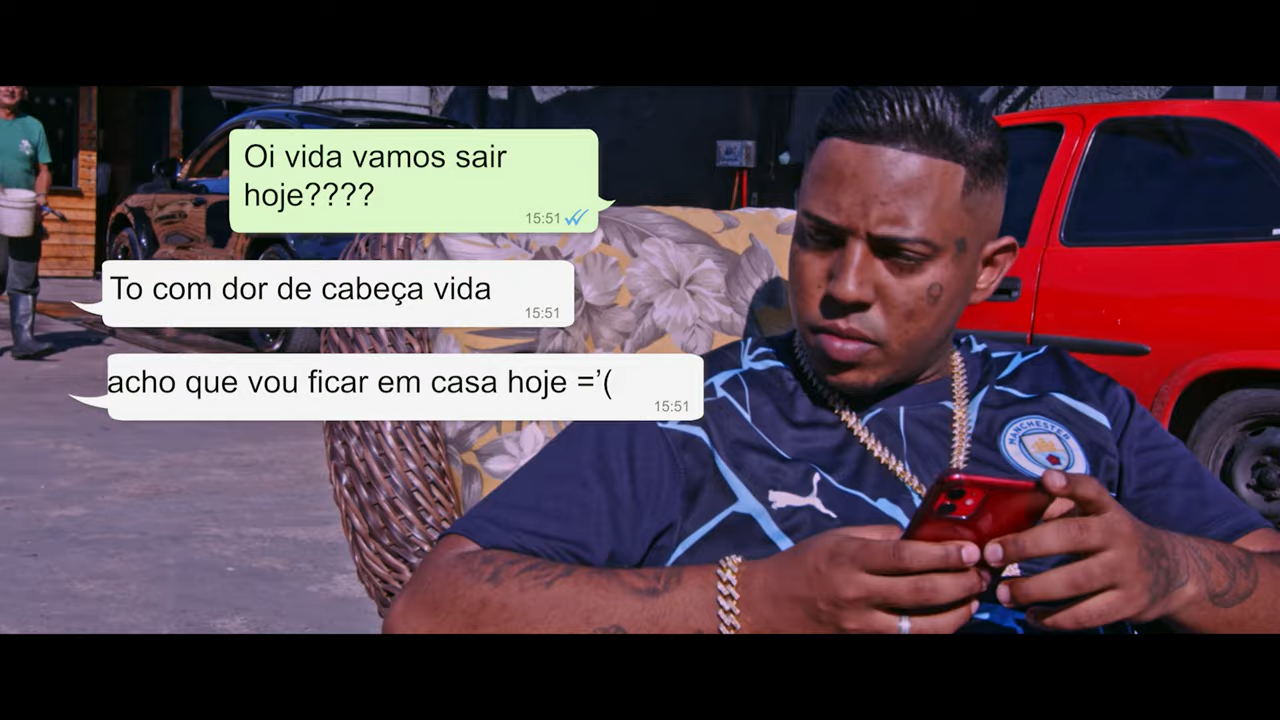 Oi vida vamos sair
hoje????
15:51
To com dor de cabeça vida
15:51
acho que vou ficar em casa hoje =’(
15:51
MANCHESTER